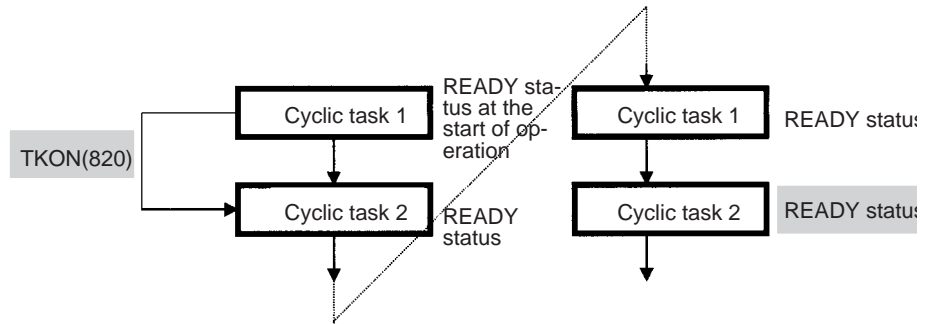 READY sta-
tus at the
start of op-
eration
Cyclic task 1
Cyclic task 1
READY status
TKON(820)
Cyclic task 2
READY
status
Cyclic task 2
READY status